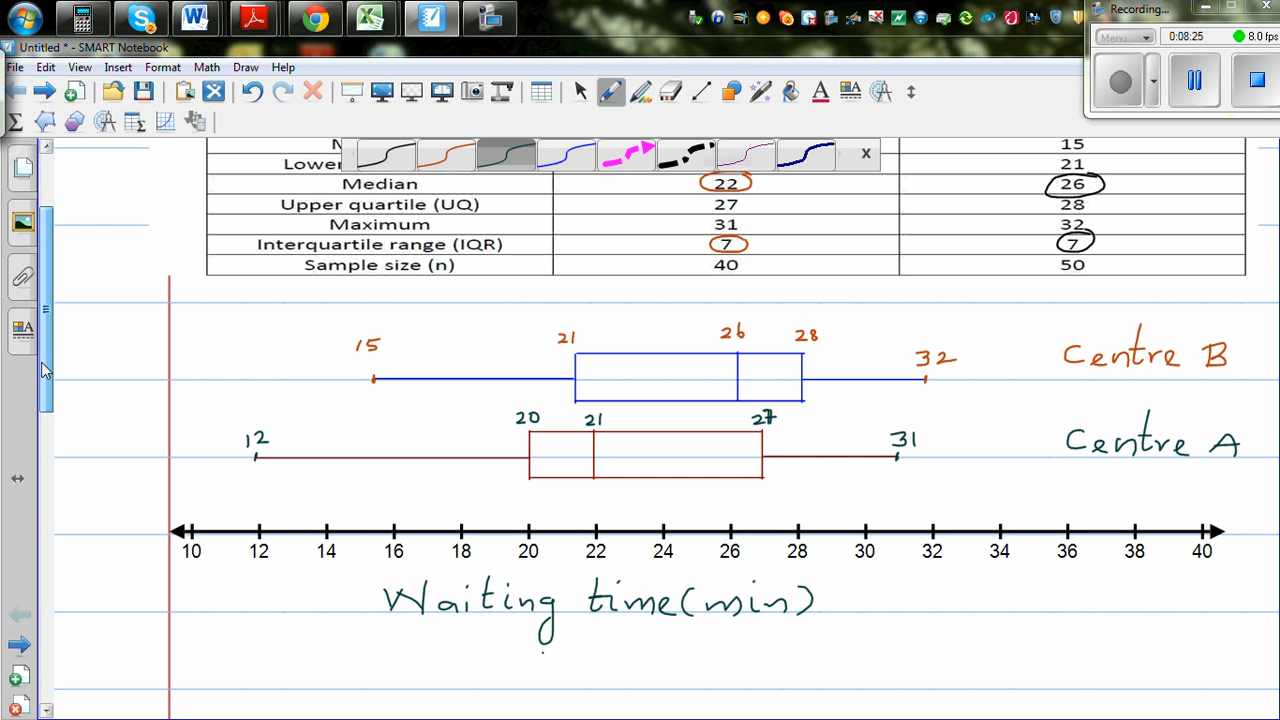 Recording...
Menu 0:08:25 8.0 fps
Untitled * - SMART Notebook
File Edit View Insert Format Math Draw Help
15
21
Median 22 26
Upper quartile (UQ) 27 28
Maximum 31 32
Interquartile range (IQR) 7 7
Sample size (n) 40 50
15 21 26 28 32 Centre B
12 20 21 27 31 Centre A
10 12 14 16 18 20 22 24 26 28 30 32 34 36 38 40
Waiting time(min)